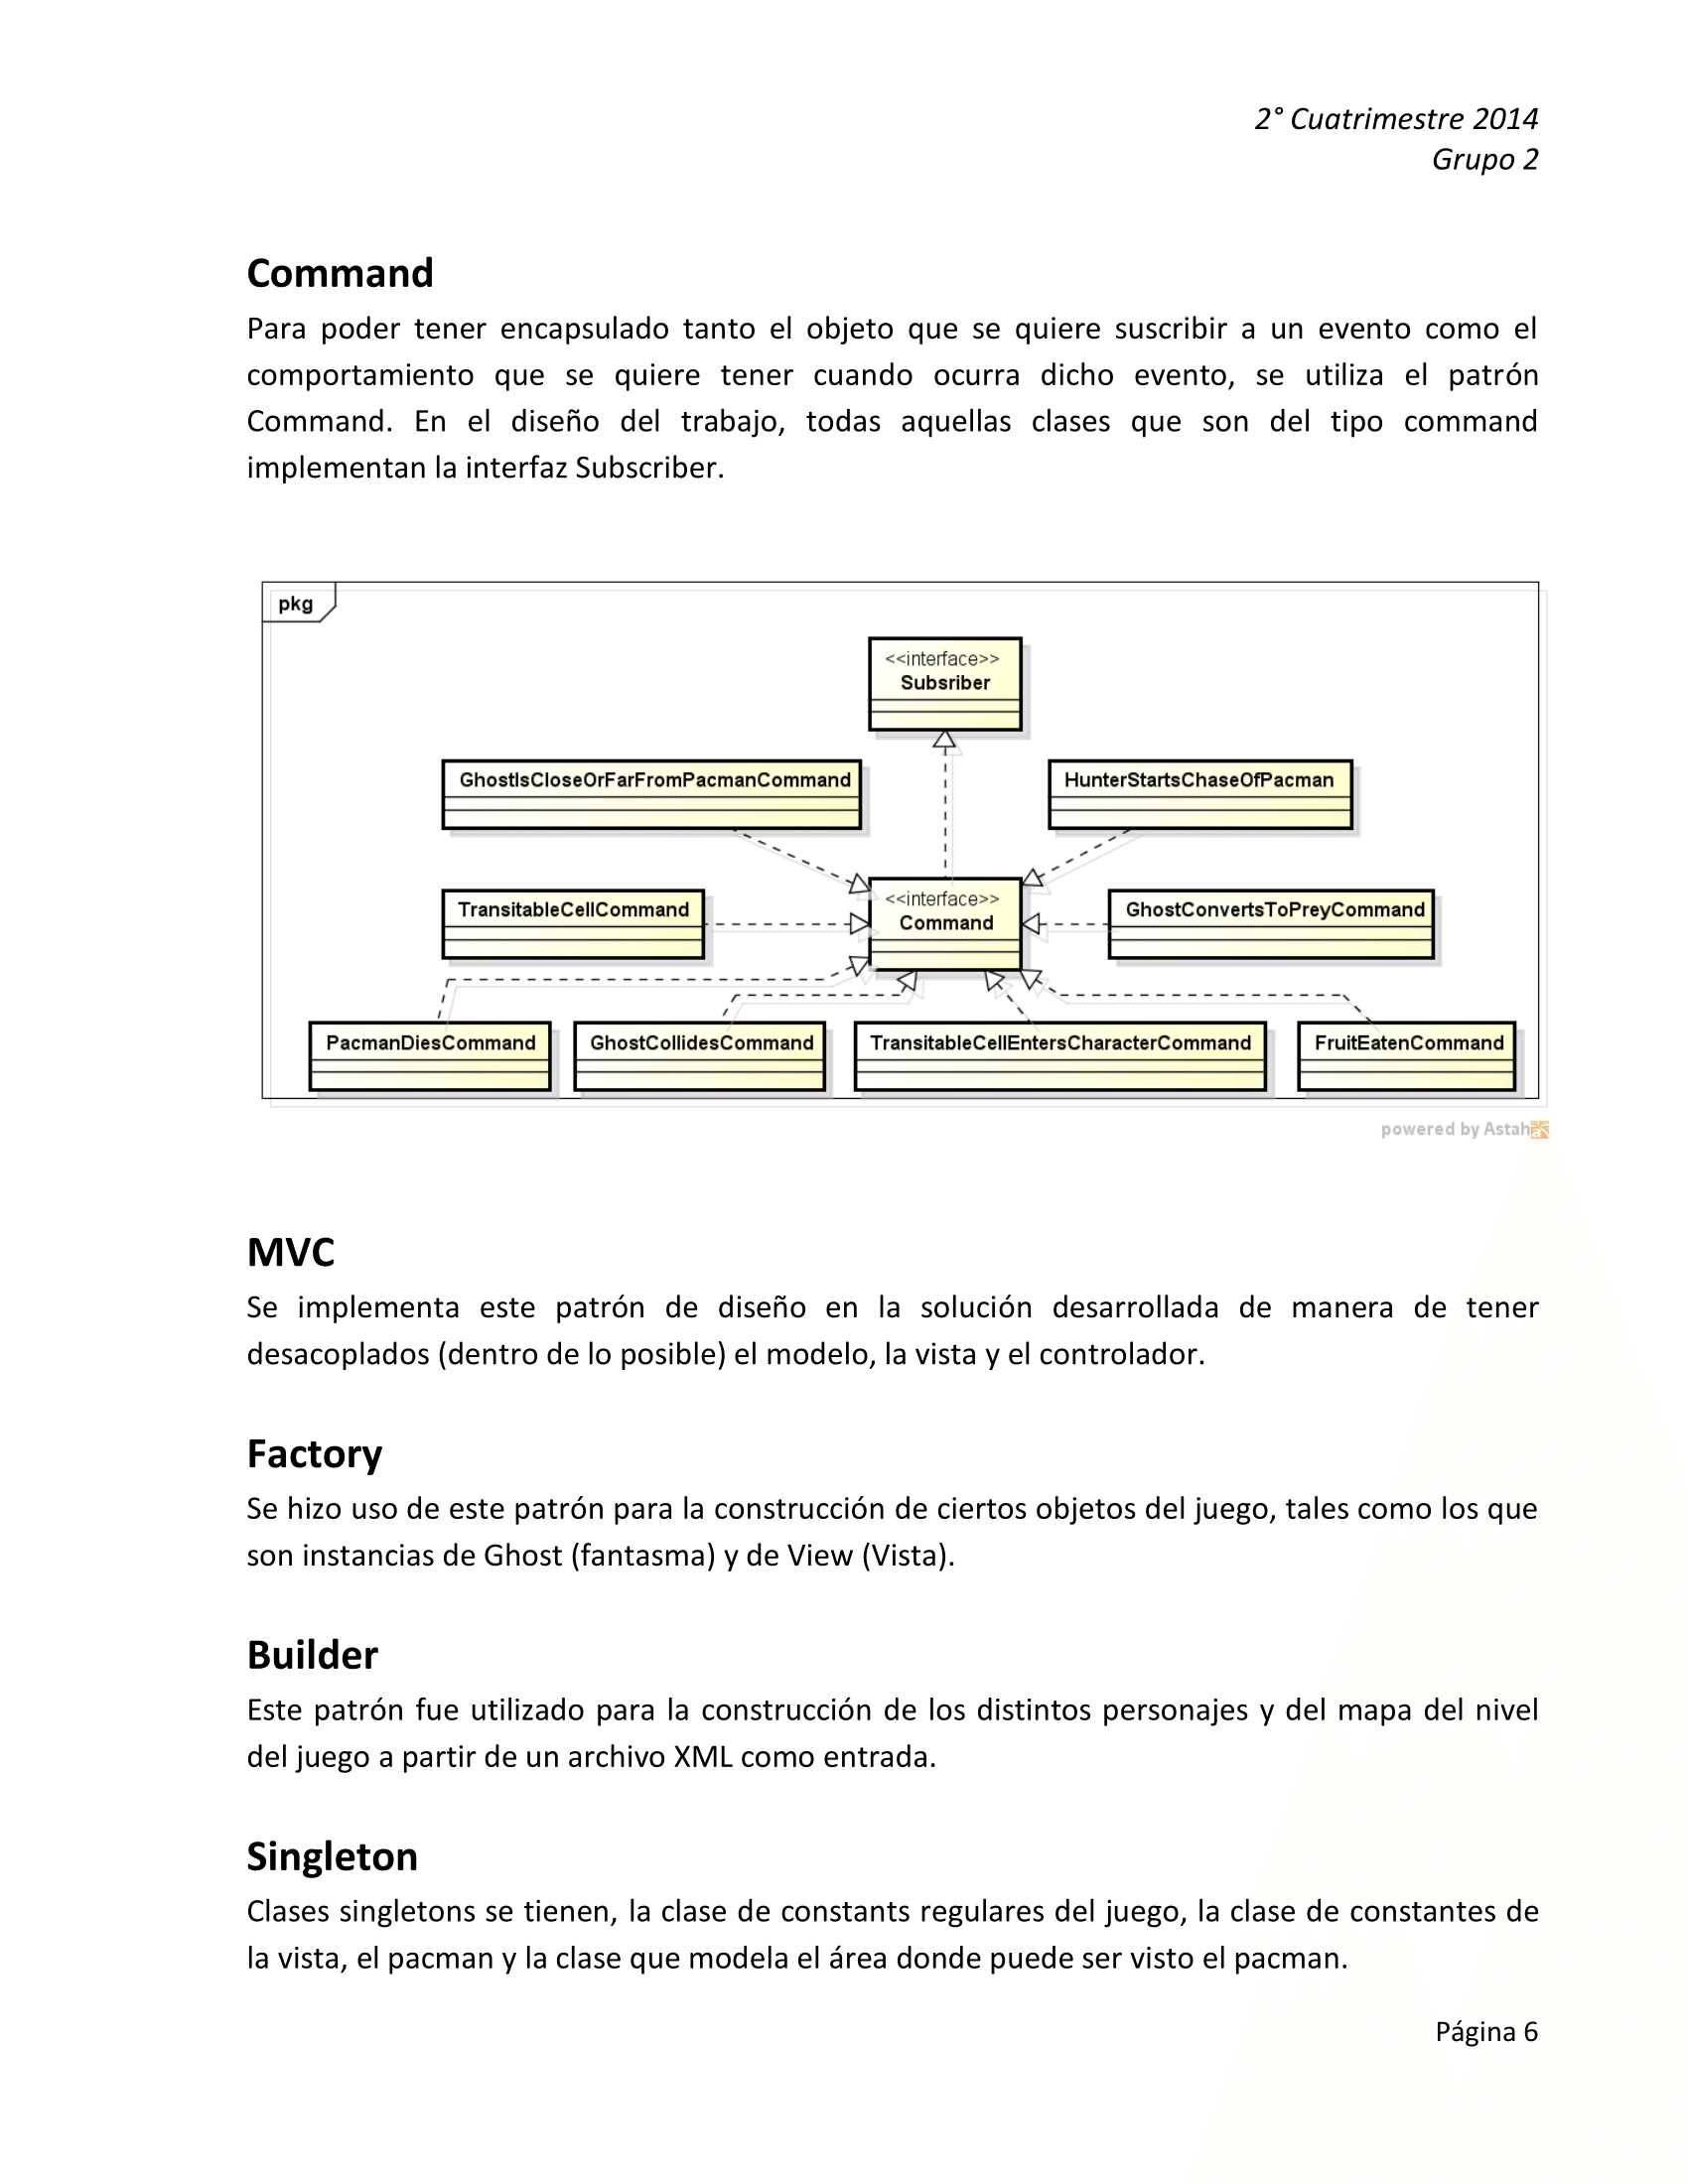 2° Cuatrimestre 2014
Grupo 2
Command
Para poder tener encapsulado tanto el objeto que se quiere suscribir a un evento como el
comportamiento que se quiere tener cuando ocurra dicho evento, se utiliza el patrón
Command. En el diseño del trabajo, todas aquellas clases que son del tipo command
implementan la interfaz Subscriber.
pkg
<<interface>>
Subsriber
GhostIsCloseOrFarFromPacmanCommand
HunterStartsChaseOfPacman
TransitableCellCommand
<<interface>>
Command
GhostConvertsToPreyCommand
PacmanDiesCommand
GhostCollidesCommand
TransitableCellEntersCharacterCommand
FruitEatenCommand
powered by Astah
MVC
Se implementa este patrón de diseño en la solución desarrollada de manera de tener
desacoplados (dentro de lo posible) el modelo, la vista y el controlador.
Factory
Se hizo uso de este patrón para la construcción de ciertos objetos del juego, tales como los que
son instancias de Ghost (fantasma) y de View (Vista).
Builder
Este patrón fue utilizado para la construcción de los distintos personajes y del mapa del nivel
del juego a partir de un archivo XML como entrada.
Singleton
Clases singletons se tienen, la clase de constants regulares del juego, la clase de constantes de
la vista, el pacman y la clase que modela el área donde puede ser visto el pacman.
Página 6